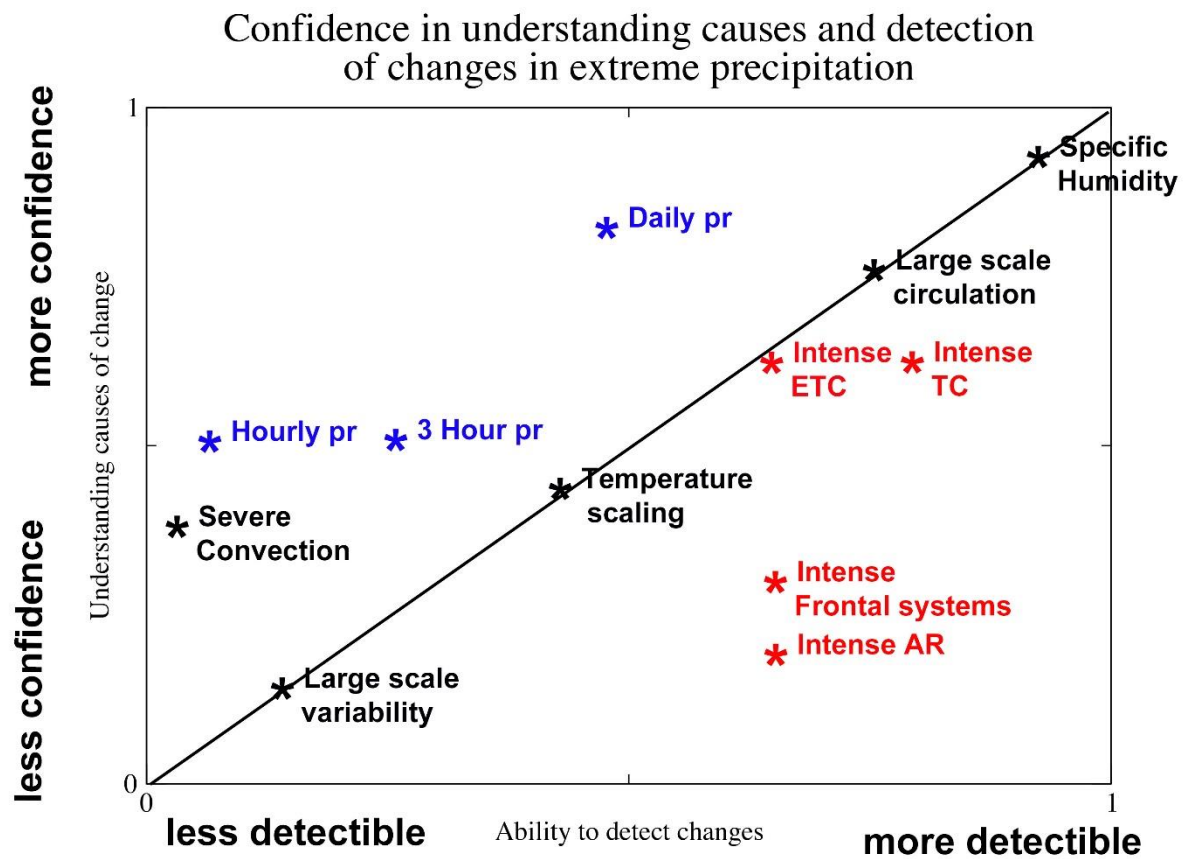 Confidence in understanding causes and detection
of changes in extreme precipitation
more confidence
less confidence
Understanding causes of change
1
0
* Specific
Humidity
* Daily pr
* Large scale
circulation
* Intense
ETC
* Intense
TC
* Hourly pr
* 3 Hour pr
* Temperature
scaling
* Severe
Convection
* Intense
Frontal systems
* Intense AR
* Large scale
variability
0
1
less detectible
Ability to detect changes
more detectible